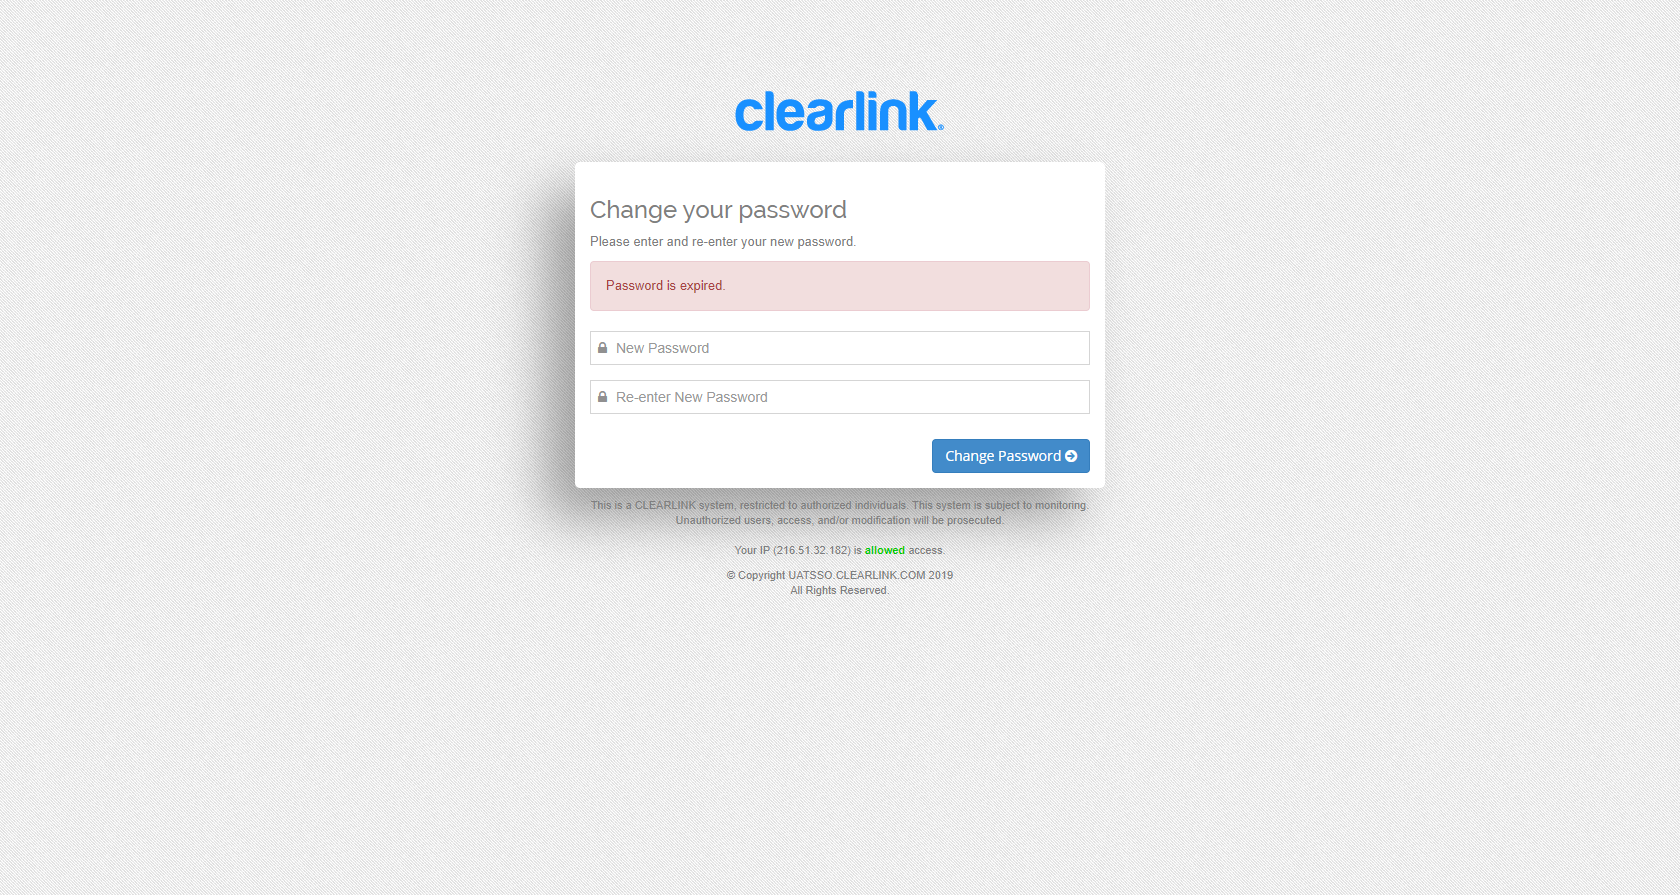 clearlink®
Change your password
Please enter and re-enter your new password.
Password is expired.
New Password
Re-enter New Password
Change Password
This is a CLEARLINK system, restricted to authorized individuals. This system is subject to monitoring.
Unauthorized users, access, and/or modification will be prosecuted.
Your IP (216.51.32.182) is allowed access.
© Copyright UATSSO.CLEARLINK.COM 2019
All Rights Reserved.